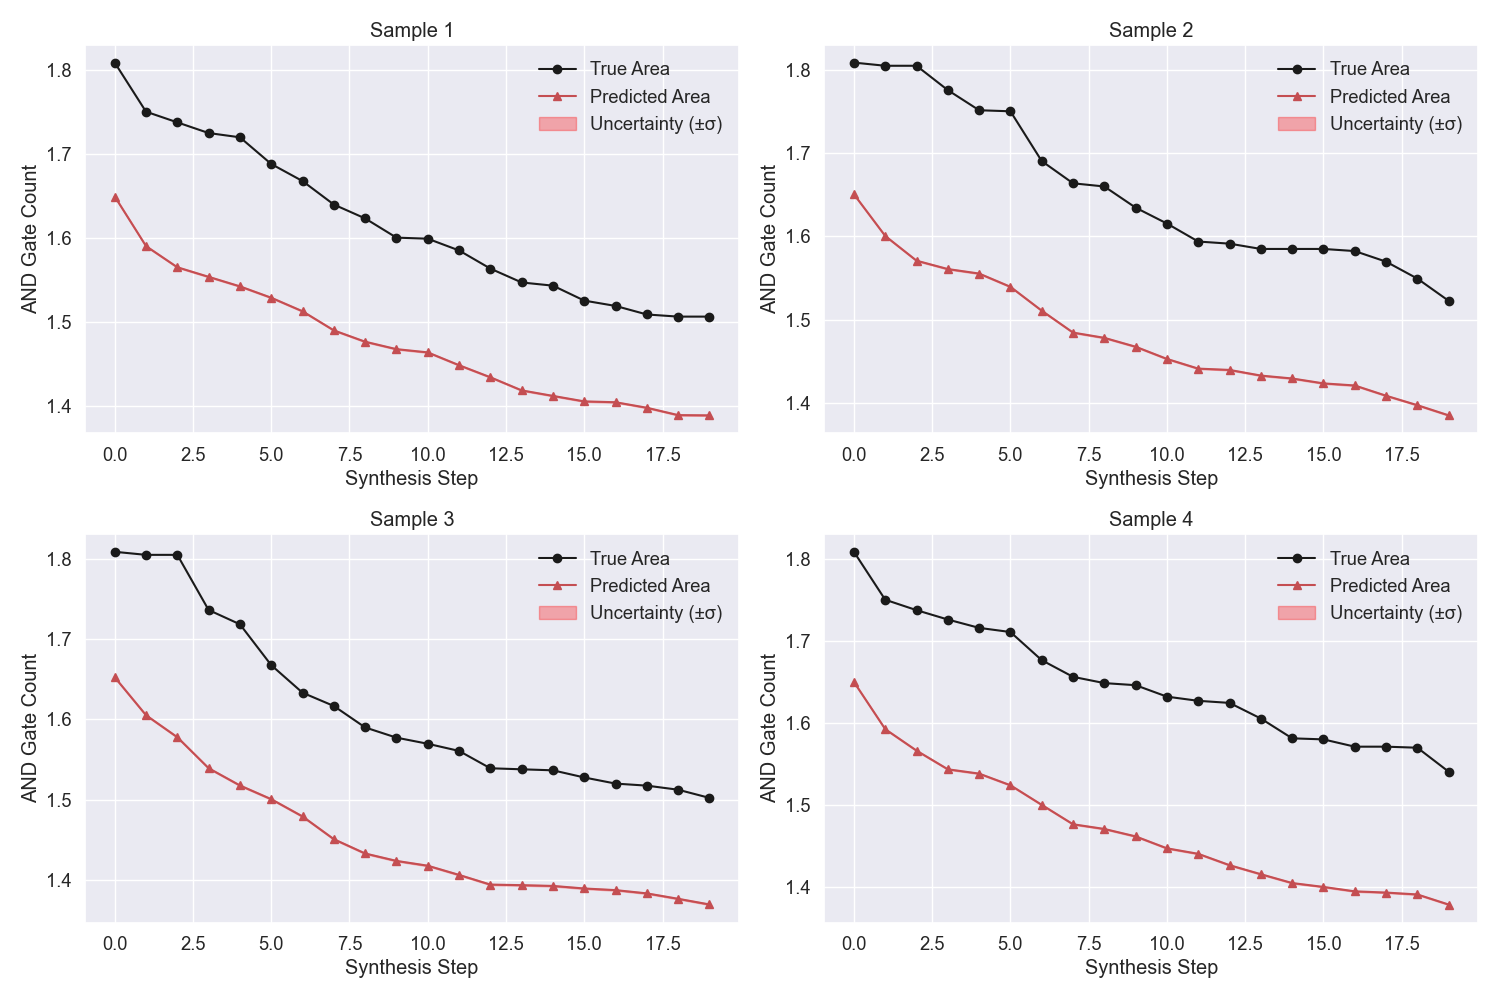 Sample 1
True Area
Predicted Area
Uncertainty (±σ)
AND Gate Count
1.8
1.7
1.6
1.5
1.4
0.0 2.5 5.0 7.5 10.0 12.5 15.0 17.5
Synthesis Step
Sample 2
True Area
Predicted Area
Uncertainty (±σ)
AND Gate Count
1.8
1.7
1.6
1.5
1.4
0.0 2.5 5.0 7.5 10.0 12.5 15.0 17.5
Synthesis Step
Sample 3
True Area
Predicted Area
Uncertainty (±σ)
AND Gate Count
1.8
1.7
1.6
1.5
1.4
0.0 2.5 5.0 7.5 10.0 12.5 15.0 17.5
Synthesis Step
Sample 4
True Area
Predicted Area
Uncertainty (±σ)
AND Gate Count
1.8
1.7
1.6
1.5
1.4
0.0 2.5 5.0 7.5 10.0 12.5 15.0 17.5
Synthesis Step